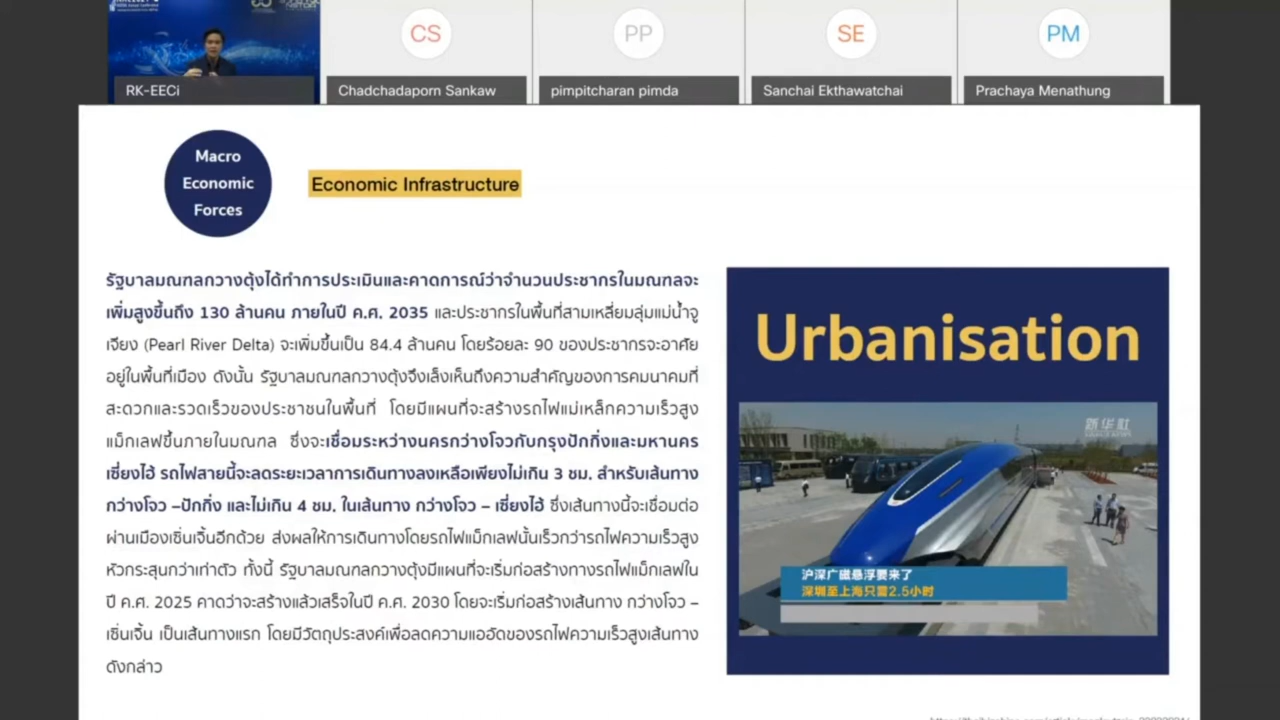 RK-EECi
CS
Chadchadaporn Sankaw
PP
pimpitcharan pimda
SE
Sanchai Ekthawatchai
PM
Prachaya Menathung
Macro
Economic
Forces
Economic Infrastructure
รัฐบาลมณฑลกวางตุ้งได้ทำการประเมินและคาดการณ์ว่าจำนวนประชากรในมณฑลจะ
เพิ่มสูงขึ้นถึง 130 ล้านคน ภายในปี ค.ศ. 2035 และประชากรในพื้นที่สามเหลี่ยมลุ่มแม่น้ำจู
เจียง (Pearl River Delta) จะเพิ่มขึ้นเป็น 84.4 ล้านคน โดยร้อยละ 90 ของประชากรจะอาศัย
อยู่ในพื้นที่เมือง ดังนั้น รัฐบาลมณฑลกวางตุ้งจึงเล็งเห็นถึงความสำคัญของการคมนาคมที่
สะดวกและรวดเร็วของประชาชนในพื้นที่ โดยมีแผนที่จะสร้างรถไฟแม่เหล็กความเร็วสูง
แม็กเลฟขึ้นภายในมณฑล ซึ่งจะเชื่อมระหว่างนครกว่างโจวกับกรุงปักกิ่งและมหานคร
เซี่ยงไฮ้ รถไฟสายนี้จะลดระยะเวลาการเดินทางลงเหลือเพียงไม่เกิน 3 ชม. สำหรับเส้นทาง
กว่างโจว –ปักกิ่ง และไม่เกิน 4 ชม. ในเส้นทาง กว่างโจว – เซี่ยงไฮ้ ซึ่งเส้นทางนี้จะเชื่อมต่อ
ผ่านเมืองเซินเจิ้นอีกด้วย ส่งผลให้การเดินทางโดยรถไฟแม็กเลฟนั้นเร็วกว่ารถไฟความเร็วสูง
หัวกระสุนกว่าเท่าตัว ทั้งนี้ รัฐบาลมณฑลกวางตุ้งมีแผนที่จะเริ่มก่อสร้างทางรถไฟแม็กเลฟใน
ปี ค.ศ. 2025 คาดว่าจะสร้างแล้วเสร็จในปี ค.ศ. 2030 โดยจะเริ่มก่อสร้างเส้นทาง กว่างโจว –
เซินเจิ้น เป็นเส้นทางแรก โดยมีวัตถุประสงค์เพื่อลดความแออัดของรถไฟความเร็วสูงเส้นทาง
ดังกล่าว
Urbanisation
新华社
沪深广磁悬浮要来了
深圳至上海只需2.5小时